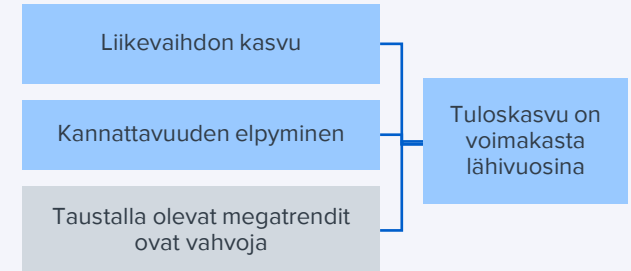 Liikevaihdon kasvu
Kannattavuuden elpyminen
Taustalla olevat megatrendit
ovat vahvoja
Tuloskasvu on
voimakasta
lähivuosina